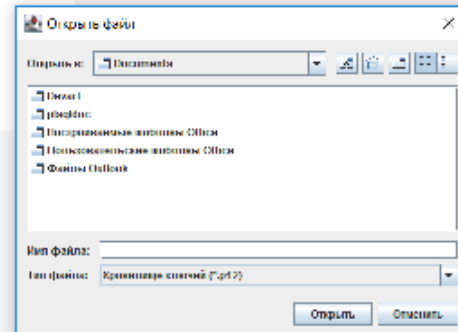 Открыть файл
Открыть в: Documents
Devart
Настраиваемые шаблоны Office
Пользовательские шаблоны Office
Файлы Outlook
Имя файла:
Тип файла: Хранилище ключей (*.p12)
Открыть Отменить